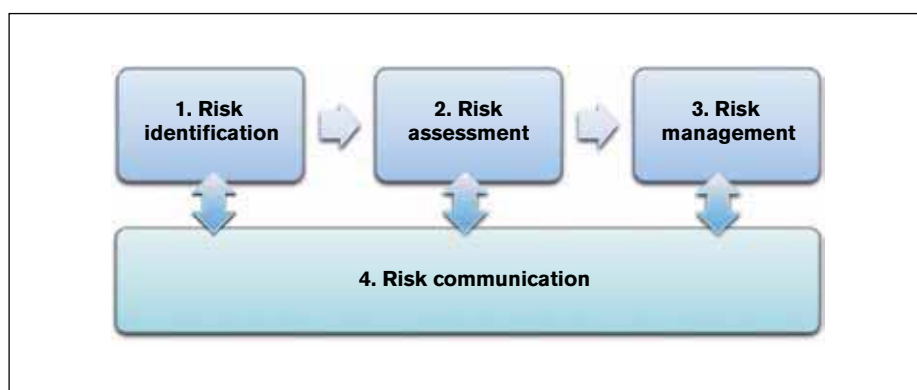 1. Risk
identification
2. Risk
assessment
3. Risk
management
4. Risk communication